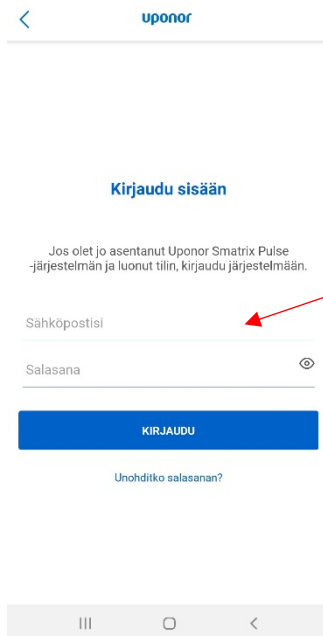 uponor
Kirjaudu sisään
Jos olet jo asentanut Uponor Smatrix Pulse
-järjestelmän ja luonut tilin, kirjaudu järjestelmään.
Sähköpostisi
Salasana
KIRJAUDU
Unohditko salasanan?